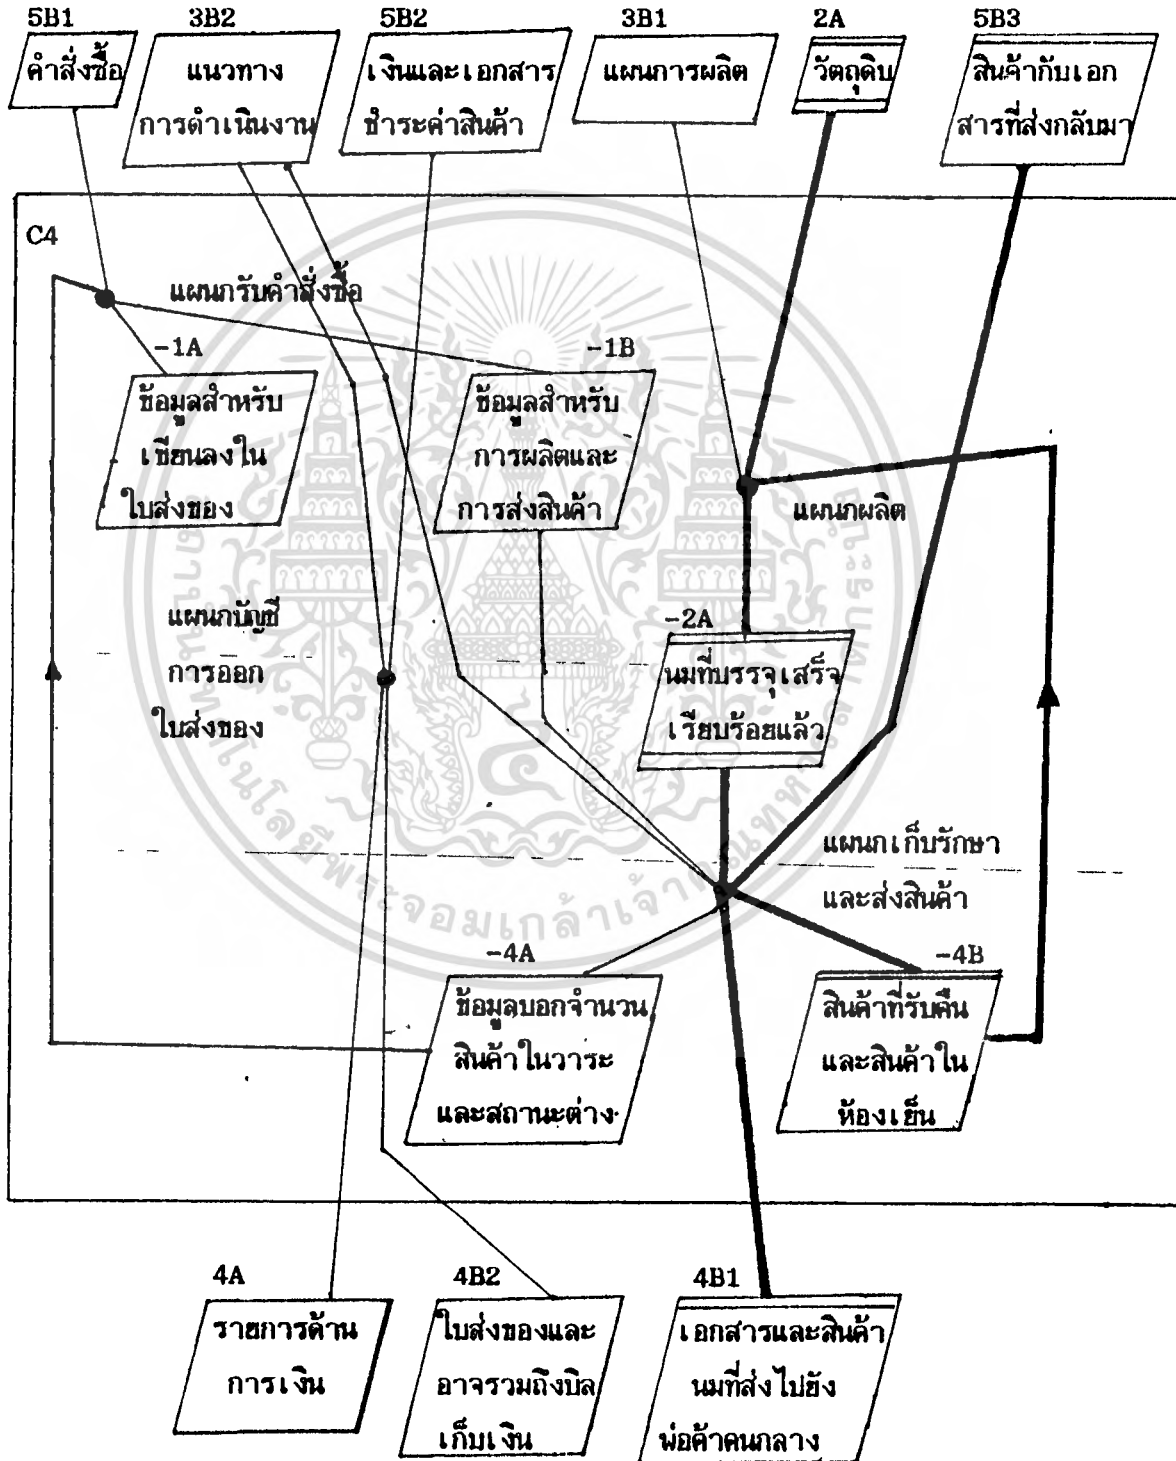 5B1
3B2
5B2
3B1
2A
5B3
คำสั่งซื้อ
แนวทาง
การดำเนินงาน
เงินและเอกสาร
ชำระค่าสินค้า
แผนการผลิต
วัตถุดิบ
สินค้ากับเอก
สารที่ส่งกลับมา
C4
แผนกรับคำสั่งซื้อ
-1A
ข้อมูลสำหรับ
เขียนลงใน
ใบส่งของ
-1B
ข้อมูลสำหรับ
การผลิตและ
การส่งสินค้า
แผนกผลิต
แผนกบัญชี
การออก
ใบส่งของ
-2A
นมที่บรรจุเสร็จ
เรียบร้อยแล้ว
แผนกเก็บรักษา
และส่งสินค้า
-4A
ข้อมูลบอกจำนวน
สินค้าในวาระ
และสถานะต่าง
-4B
สินค้าที่รับคืน
และสินค้าใน
ห้องเย็น
4A
รายการด้าน
การเงิน
4B2
ใบส่งของและ
อาจรวมถึงบิล
เก็บเงิน
4B1
เอกสารและสินค้า
นมที่ส่งไปยัง
พ่อค้าคนกลาง